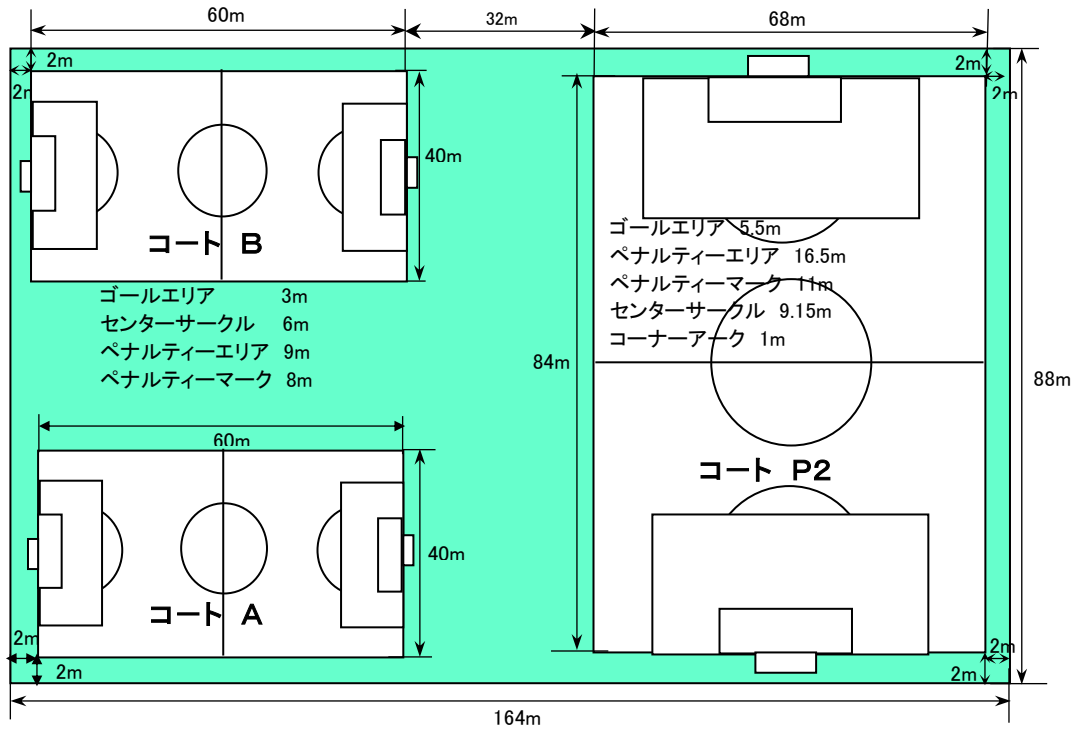 60m
32m
68m
2m
2m
2m
2m
40m
コート B
ゴールエリア 3m
センターサークル 6m
ペナルティーエリア 9m
ペナルティーマーク 8m
ゴールエリア 5.5m
ペナルティーエリア 16.5m
ペナルティーマーク 11m
センターサークル 9.15m
コーナーアーク 1m
84m
88m
60m
コート P2
40m
コート A
2m
2m
2m
2m
164m